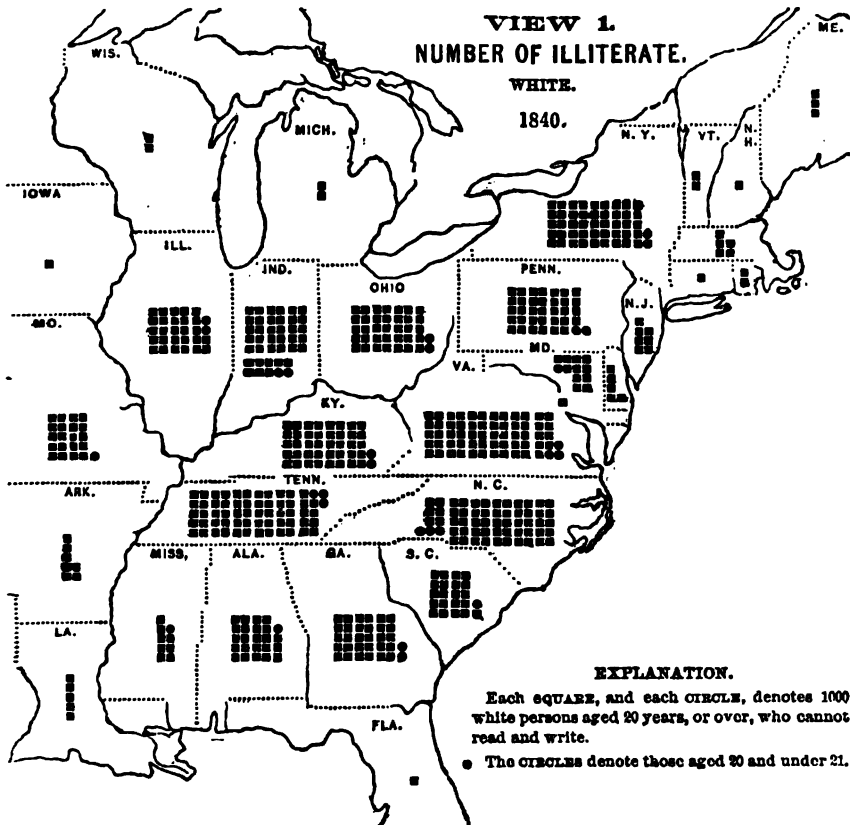 VIEW 1.
NUMBER OF ILLITERATE.
WHITE.
1840.
ME.
WIS.
MICH.
N. Y.
VT.
N.
H.
IOWA
ILL.
IND.
OHIO
PENN.
N.J.
MO.
MD.
VA.
KY.
ARK.
TENN.
N. C.
MISS,
ALA.
GA.
S. C.
LA.
FLA.
EXPLANATION.
Each SQUARE, and each CIRCLE, denotes 1000
white persons aged 20 years, or over, who cannot
read and write.
The CIRCLES denote those aged 20 and under 21.